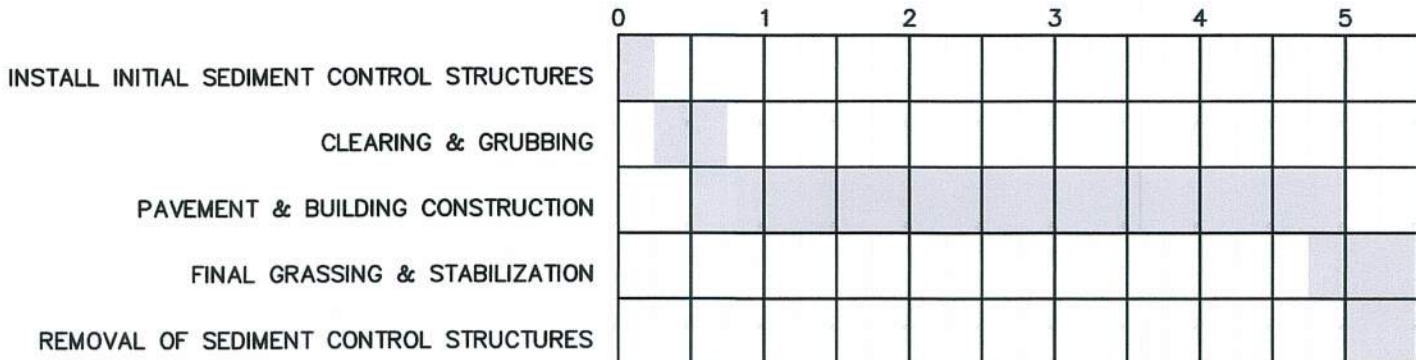 0 1 2 3 4 5
INSTALL INITIAL SEDIMENT CONTROL STRUCTURES
CLEARING & GRUBBING
PAVEMENT & BUILDING CONSTRUCTION
FINAL GRASSING & STABILIZATION
REMOVAL OF SEDIMENT CONTROL STRUCTURES